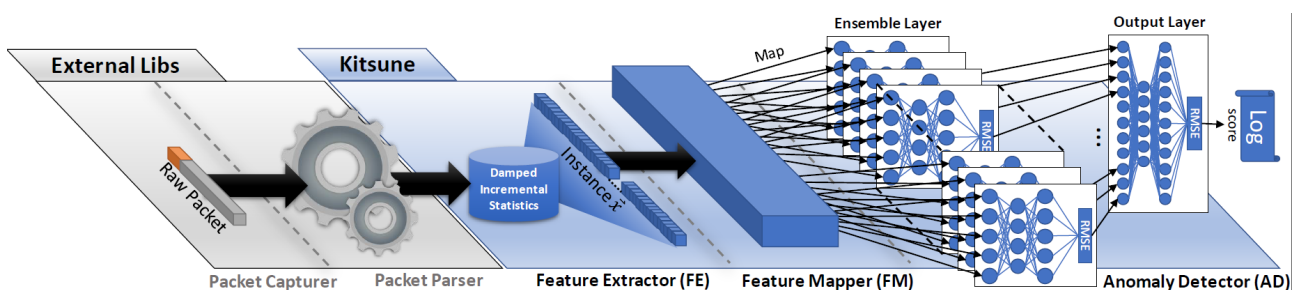 Ensemble Layer
Output Layer
External Libs
Kitsune
Map
Raw Packet
Damped
Incremental
Statistics
Instance x⃗
...
RMSE
RMSE
RMSE
score
Log
Packet Capturer
Packet Parser
Feature Extractor (FE)
Feature Mapper (FM)
Anomaly Detector (AD)